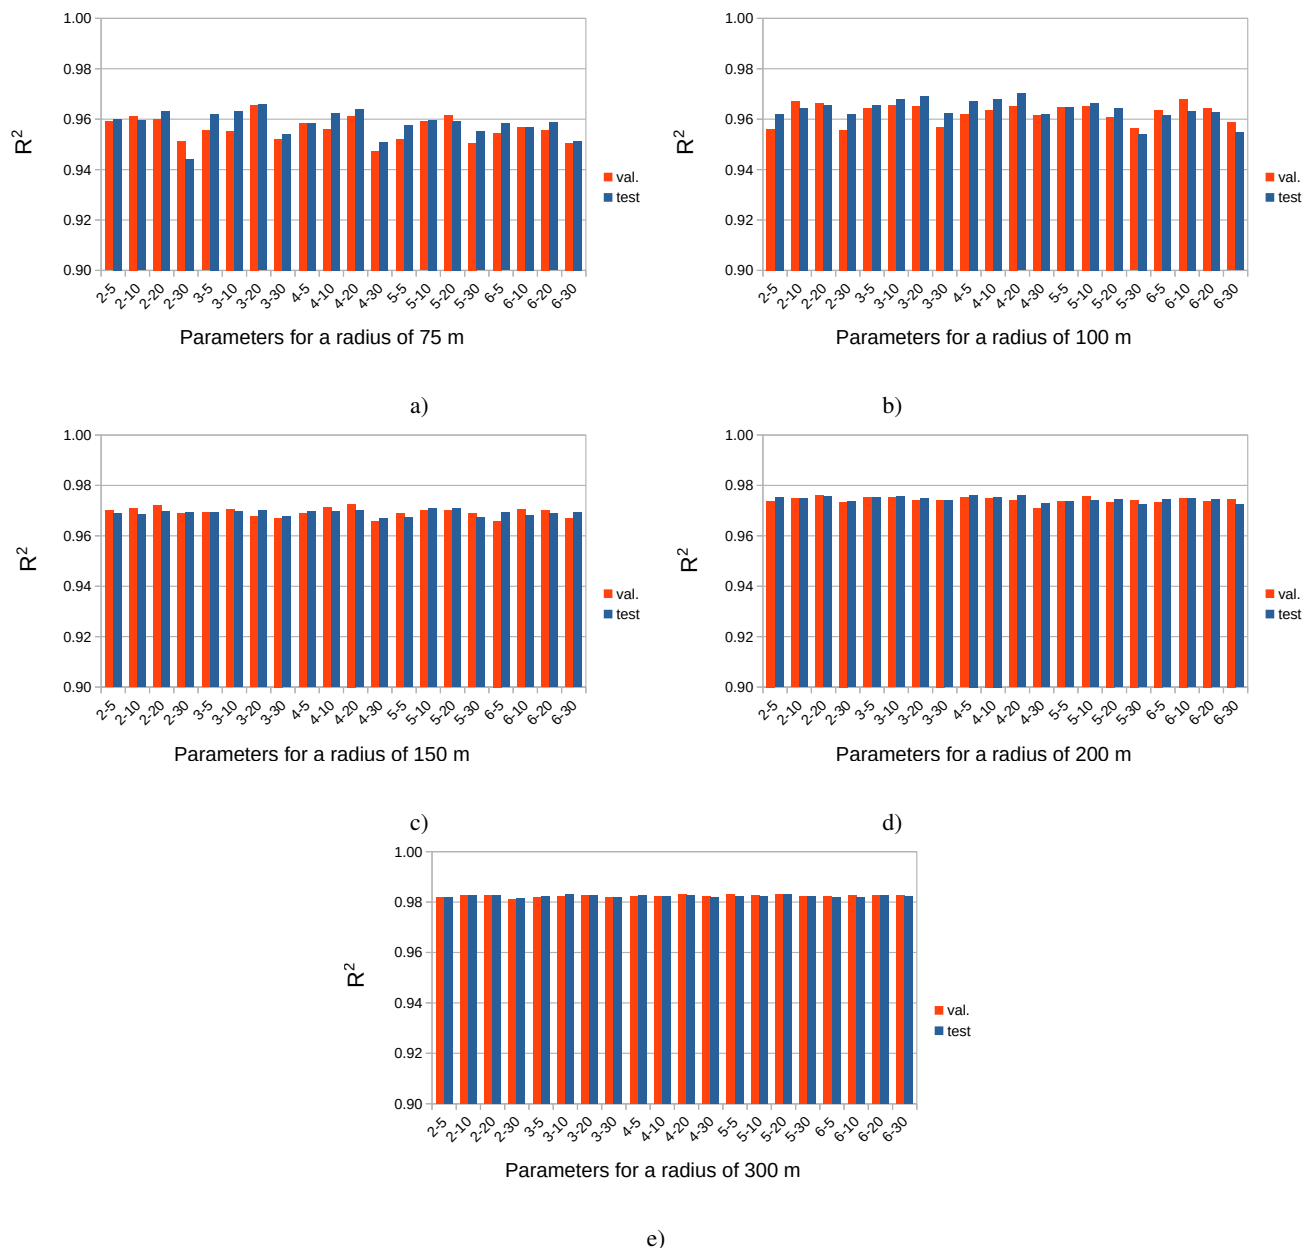 1.00
0.98
0.96
0.94
0.92
0.90
R2
2-5 2-10 2-20 2-30 3-5 3-10 3-20 3-30 4-5 4-10 4-20 4-30 5-5 5-10 5-20 5-30 6-5 6-10 6-20 6-30
Parameters for a radius of 75 m
val.
test
a)
1.00
0.98
0.96
0.94
0.92
0.90
R2
2-5 2-10 2-20 2-30 3-5 3-10 3-20 3-30 4-5 4-10 4-20 4-30 5-5 5-10 5-20 5-30 6-5 6-10 6-20 6-30
Parameters for a radius of 100 m
val.
test
b)
1.00
0.98
0.96
0.94
0.92
0.90
R2
2-5 2-10 2-20 2-30 3-5 3-10 3-20 3-30 4-5 4-10 4-20 4-30 5-5 5-10 5-20 5-30 6-5 6-10 6-20 6-30
Parameters for a radius of 150 m
val.
test
c)
1.00
0.98
0.96
0.94
0.92
0.90
R2
2-5 2-10 2-20 2-30 3-5 3-10 3-20 3-30 4-5 4-10 4-20 4-30 5-5 5-10 5-20 5-30 6-5 6-10 6-20 6-30
Parameters for a radius of 200 m
val.
test
d)
1.00
0.98
0.96
0.94
0.92
0.90
R2
2-5 2-10 2-20 2-30 3-5 3-10 3-20 3-30 4-5 4-10 4-20 4-30 5-5 5-10 5-20 5-30 6-5 6-10 6-20 6-30
Parameters for a radius of 300 m
val.
test
e)